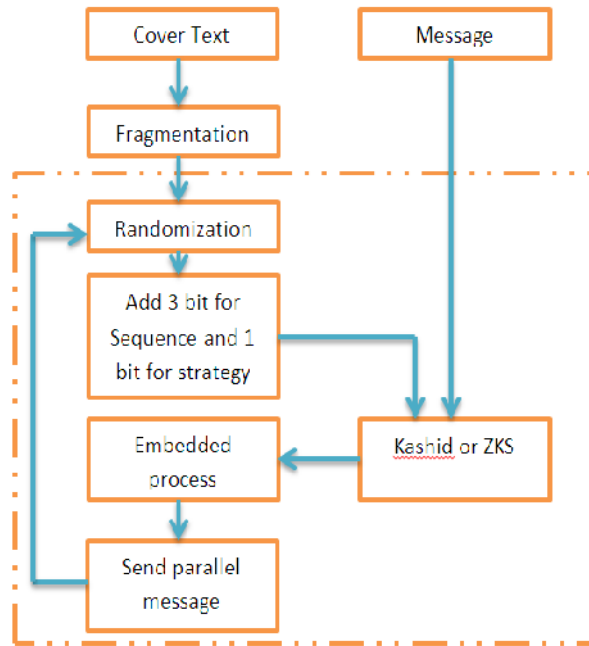 Cover Text
Message
Fragmentation
Randomization
Add 3 bit for
Sequence and 1
bit for strategy
Embedded
process
Kashid or ZKS
Send parallel
message